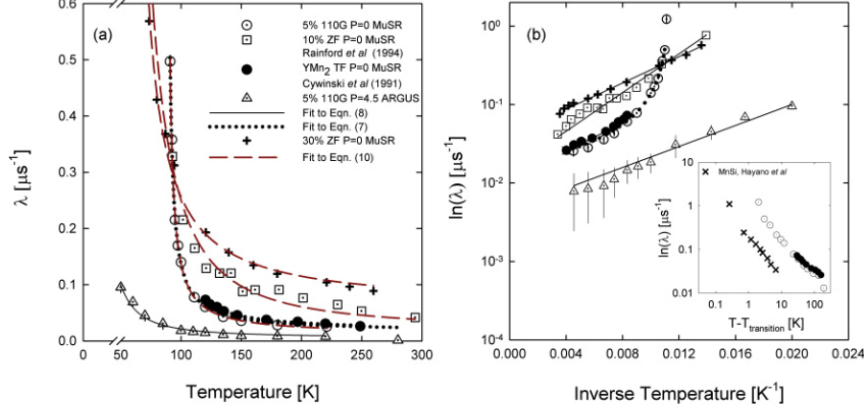 (a)
5% 110G P=0 MuSR
10% ZF P=0 MuSR
Rainford et al (1994)
YMn2 TF P=0 MuSR
Cywinski et al (1991)
5% 110G P=4.5 ARGUS
Fit to Eqn. (8)
Fit to Eqn. (7)
30% ZF P=0 MuSR
Fit to Eqn. (10)
λ [μs-1]
0.6
0.5
0.4
0.3
0.2
0.1
0.0
0 50 100 150 200 250 300
Temperature [K]
(b)
ln(λ) [μs-1]
10^0
10^-1
10^-2
10^-3
10^-4
0.000 0.004 0.008 0.012 0.016 0.020 0.024
Inverse Temperature [K-1]
MnSi, Hayano et al
ln(λ) [μs-1]
10
1
0.1
0.01
0.1 1 10 100
T-Ttransition [K]